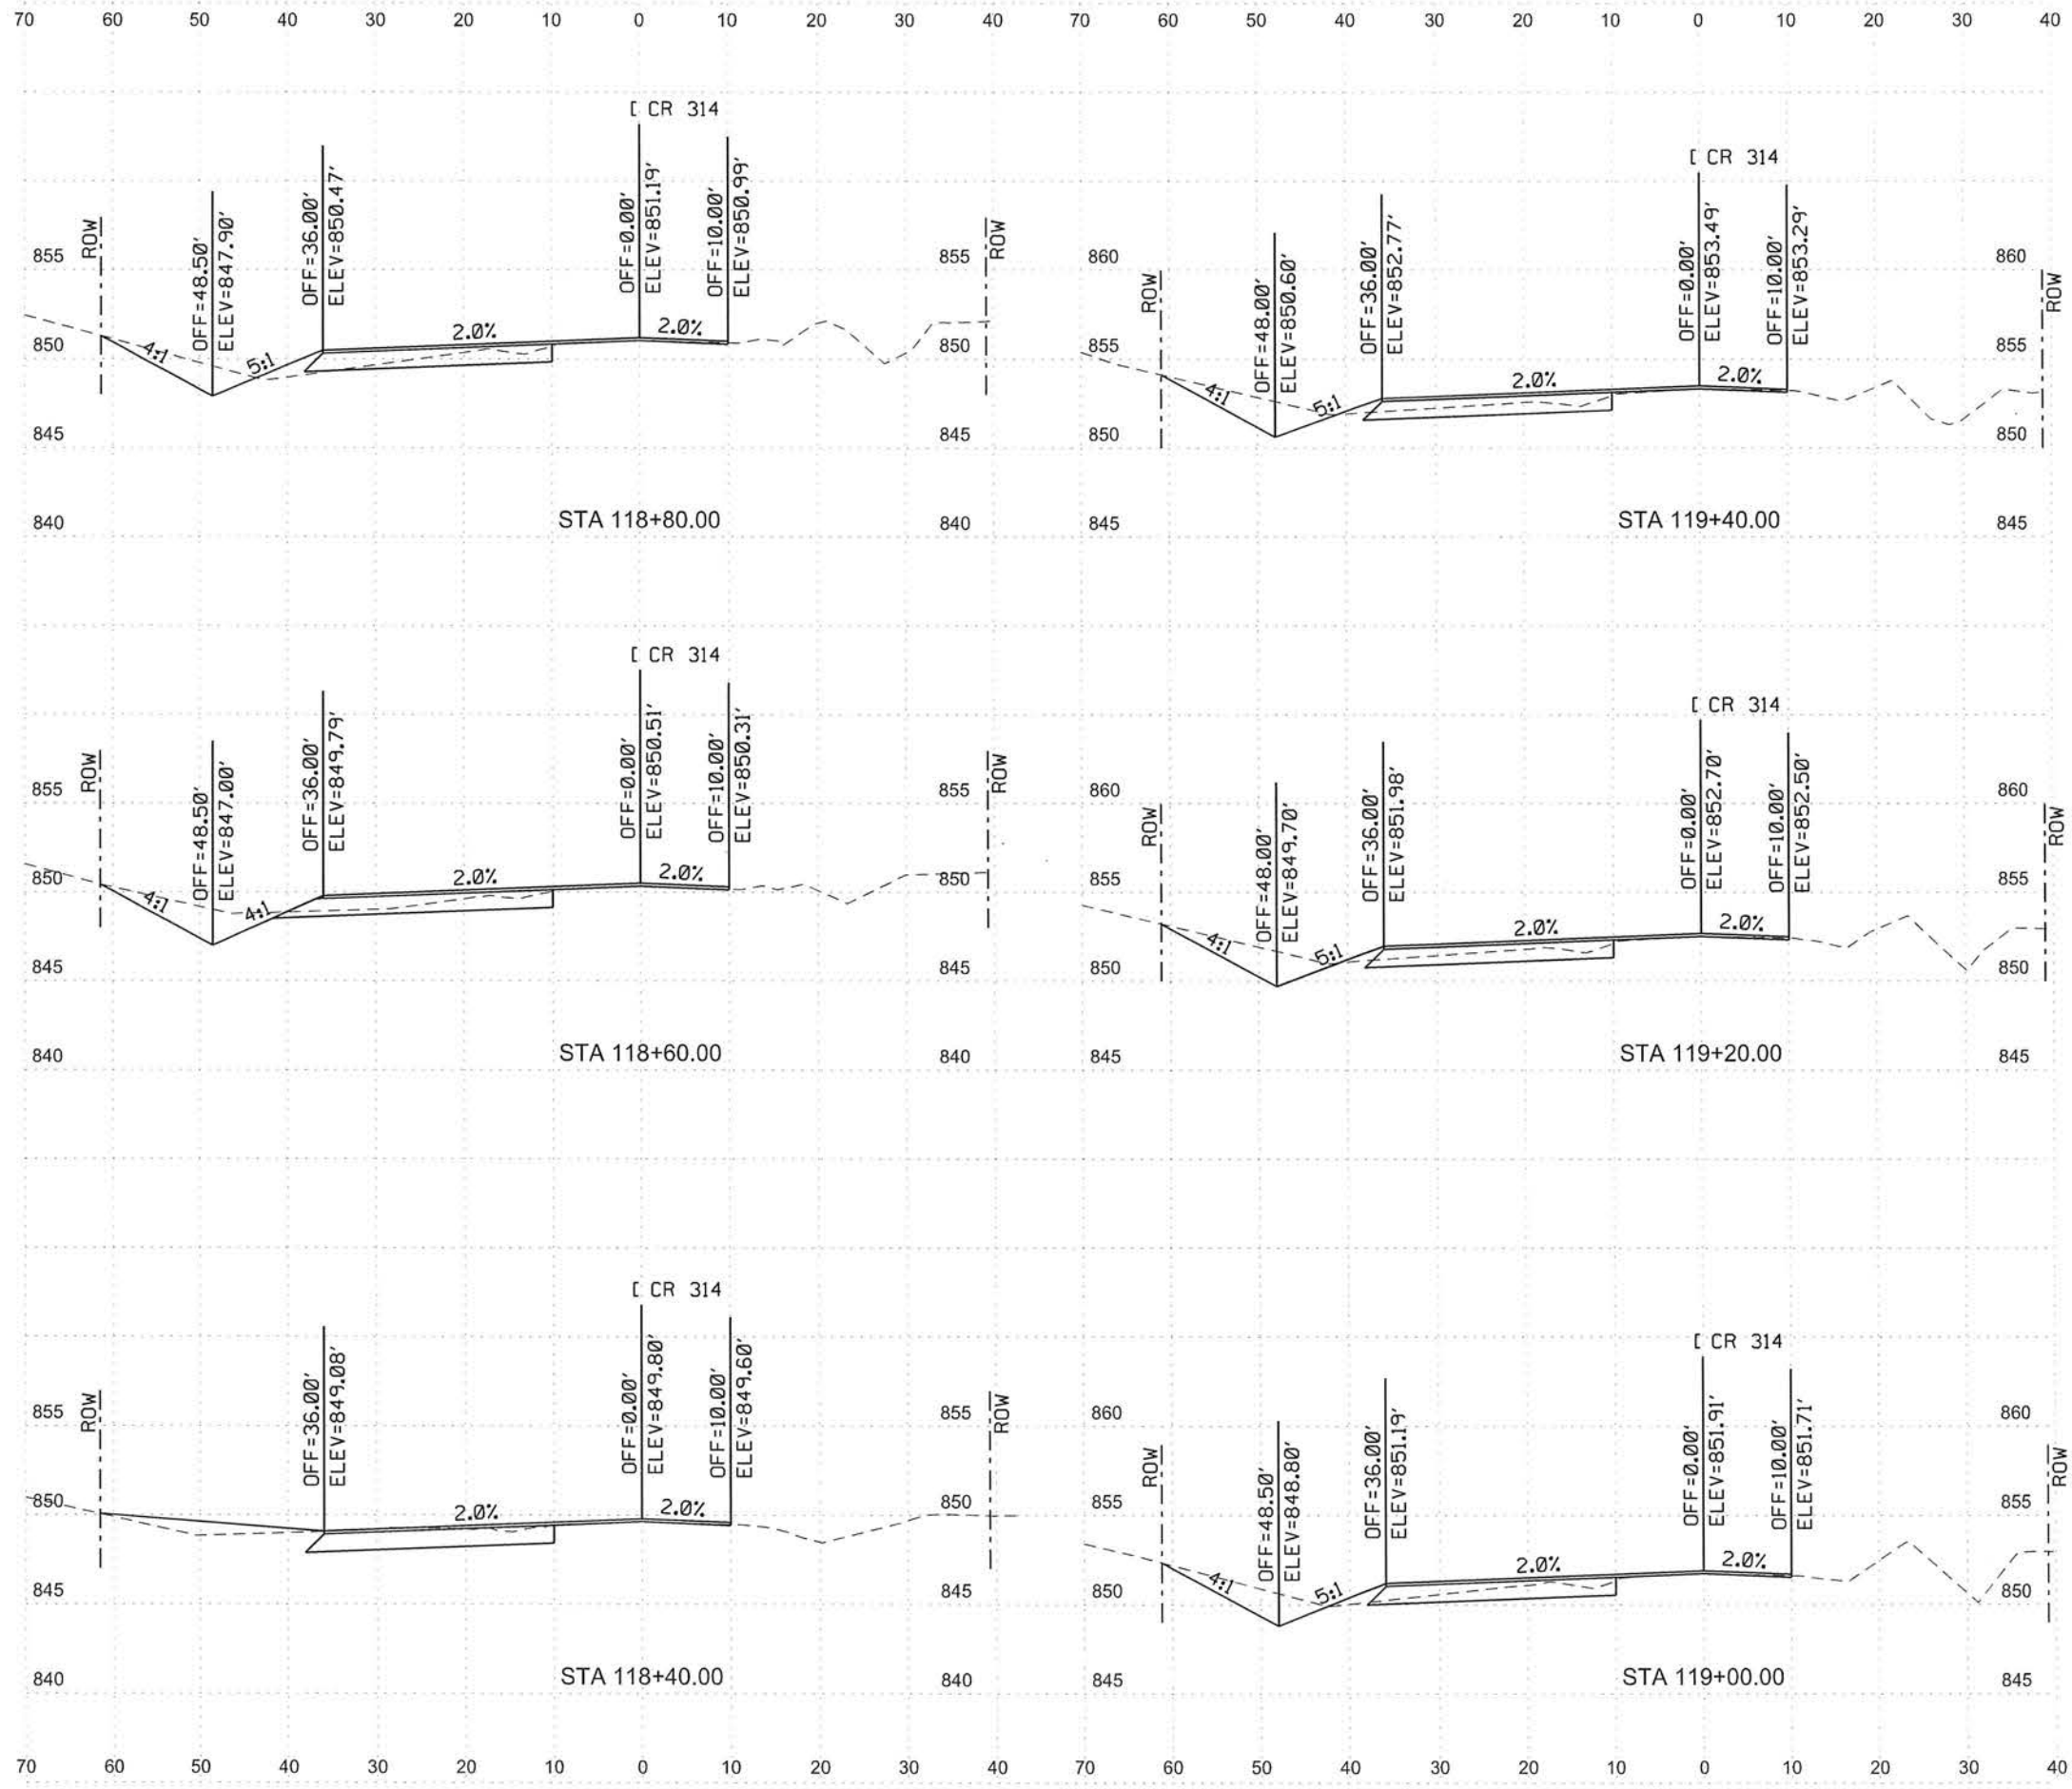 70 60 50 40 30 20 10 0 10 20 30 40 70 60 50 40 30 20 10 0 10 20 30 40
[ CR 314
ROW
OFF=48.50'
ELEV=847.90'
OFF=36.00'
ELEV=850.47'
OFF=0.00'
ELEV=851.19'
OFF=10.00'
ELEV=850.99'
ROW
855 855
850 850
845 845
840 840
4:1
5:1
2.0%
2.0%
STA 118+80.00
[ CR 314
ROW
OFF=48.00'
ELEV=850.60'
OFF=36.00'
ELEV=852.77'
OFF=0.00'
ELEV=853.49'
OFF=10.00'
ELEV=853.29'
ROW
860 860
855 855
850 850
845 845
4:1
5:1
2.0%
2.0%
STA 119+40.00
[ CR 314
ROW
OFF=48.50'
ELEV=847.00'
OFF=36.00'
ELEV=849.79'
OFF=0.00'
ELEV=850.51'
OFF=10.00'
ELEV=850.31'
ROW
855 855
850 850
845 845
840 840
4:1
4:1
2.0%
2.0%
STA 118+60.00
[ CR 314
ROW
OFF=48.00'
ELEV=849.70'
OFF=36.00'
ELEV=851.98'
OFF=0.00'
ELEV=852.70'
OFF=10.00'
ELEV=852.50'
ROW
860 860
855 855
850 850
845 845
4:1
5:1
2.0%
2.0%
STA 119+20.00
[ CR 314
ROW
OFF=36.00'
ELEV=849.08'
OFF=0.00'
ELEV=849.80'
OFF=10.00'
ELEV=849.60'
ROW
855 855
850 850
845 845
840 840
2.0%
2.0%
STA 118+40.00
[ CR 314
ROW
OFF=48.50'
ELEV=848.80'
OFF=36.00'
ELEV=851.19'
OFF=0.00'
ELEV=851.91'
OFF=10.00'
ELEV=851.71'
ROW
860 860
855 855
850 850
845 845
4:1
5:1
2.0%
2.0%
STA 119+00.00
70 60 50 40 30 20 10 0 10 20 30 40 70 60 50 40 30 20 10 0 10 20 30 40